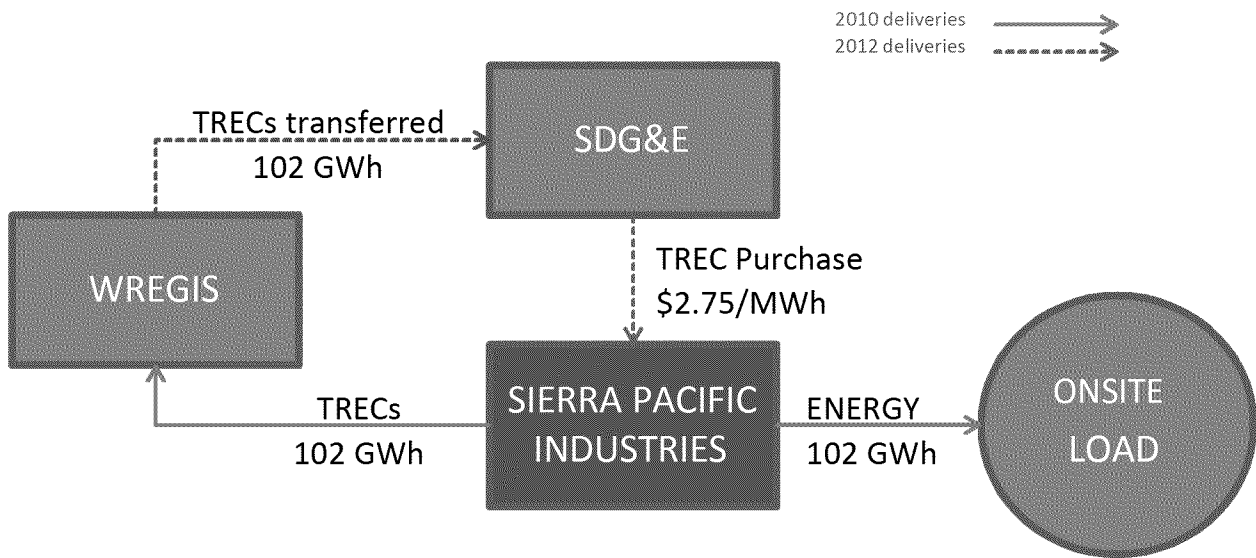 2010 deliveries
2012 deliveries
TRECs transferred
102 GWh
SDG&E
WREGIS
TREC Purchase
$2.75/MWh
TRECs
102 GWh
SIERRA PACIFIC
INDUSTRIES
ENERGY
102 GWh
ONSITE
LOAD